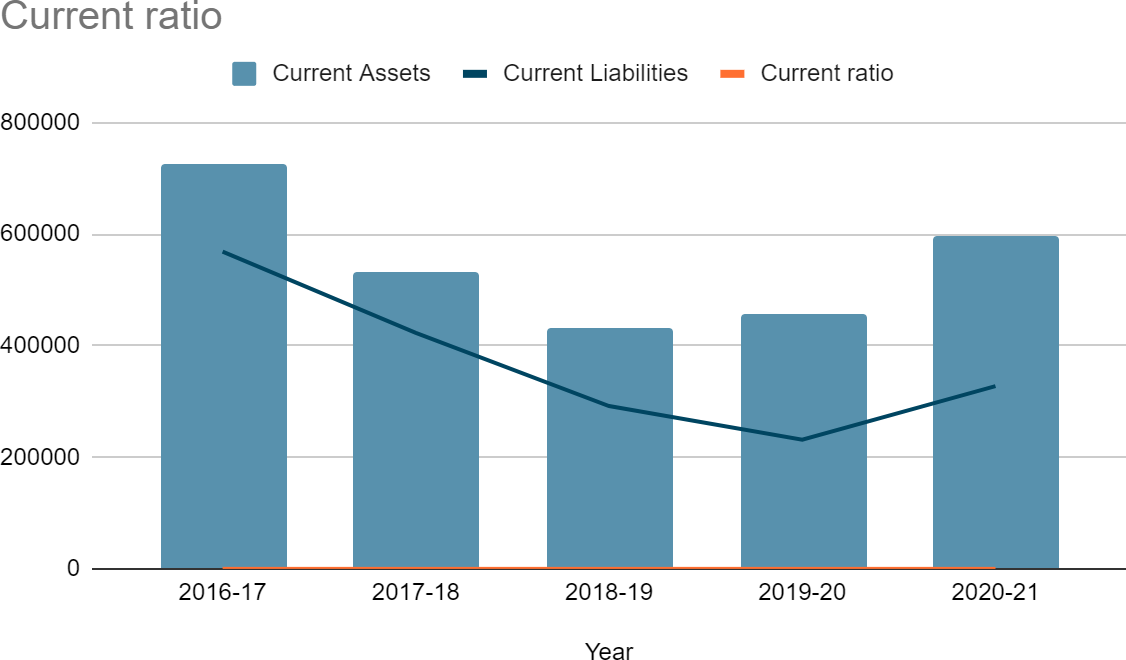 Current ratio
Current Assets Current Liabilities Current ratio
800000
600000
400000
200000
0
2016-17 2017-18 2018-19 2019-20 2020-21
Year